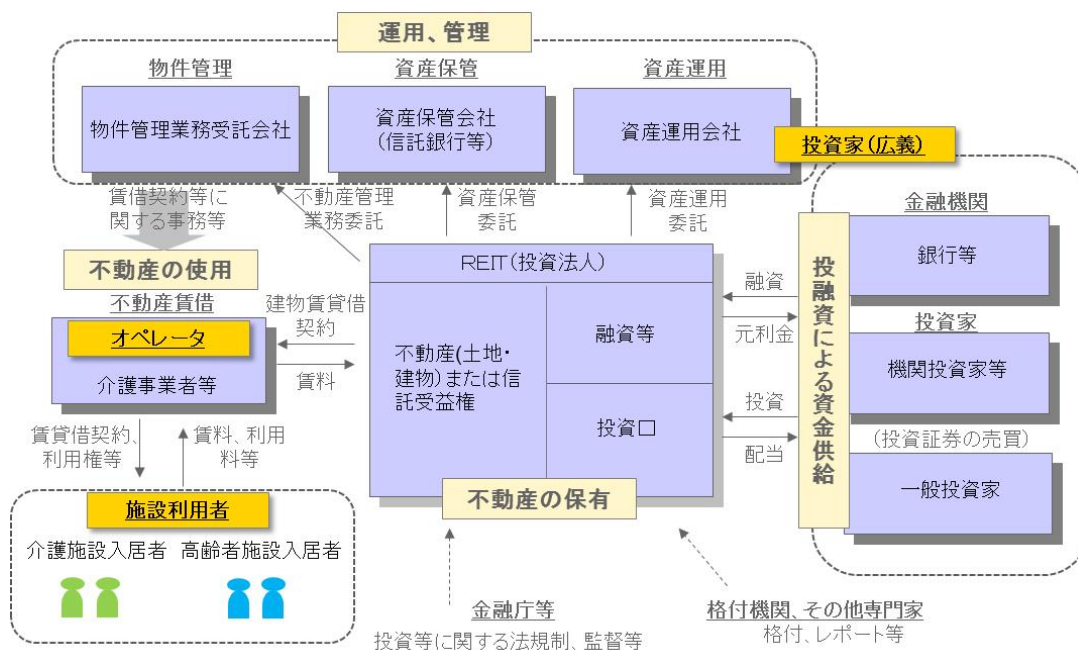 運用、管理
物件管理
資産保管
資産運用
物件管理業務受託会社
資産保管会社
(信託銀行等)
資産運用会社
投資家(広義)
賃借契約等に
関する事務等
不動産管理
業務委託
資産保管
委託
資産運用
委託
金融機関
銀行等
不動産の使用
不動産賃借
オペレータ
介護事業者等
建物賃貸借
契約
賃料
REIT(投資法人)
不動産(土地・
建物)または信
託受益権
融資等
投資口
融資
元利金
投資
配当
投融資による資金供給
投資家
機関投資家等
(投資証券の売買)
一般投資家
賃貸借契約、
利用権等
賃料、利用
料等
不動産の保有
施設利用者
介護施設入居者
高齢者施設入居者
金融庁等
投資等に関する法規制、監督等
格付機関、その他専門家
格付、レポート等